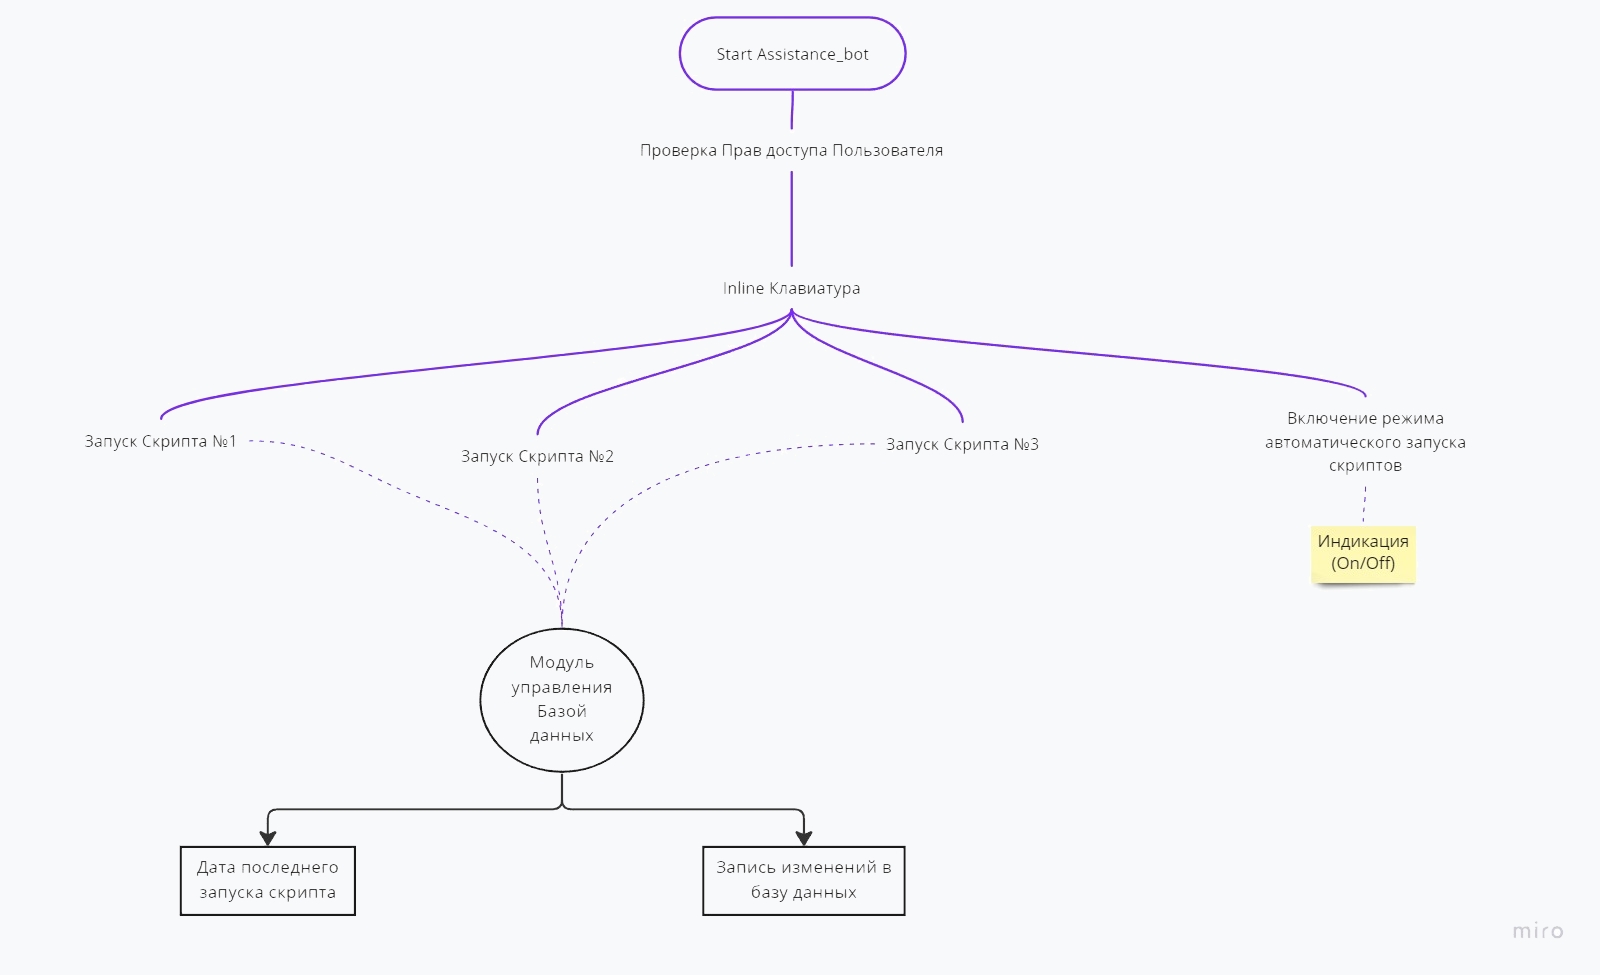 Start Assistance_bot
Проверка Прав доступа Пользователя
Inline Клавиатура
Запуск Скрипта №1
Запуск Скрипта №2
Запуск Скрипта №3
Включение режима
автоматического запуска
скриптов
Индикация
(On/Off)
Модуль
управления
Базой
данных
Дата последнего
запуска скрипта
Запись изменений в
базу данных
miro